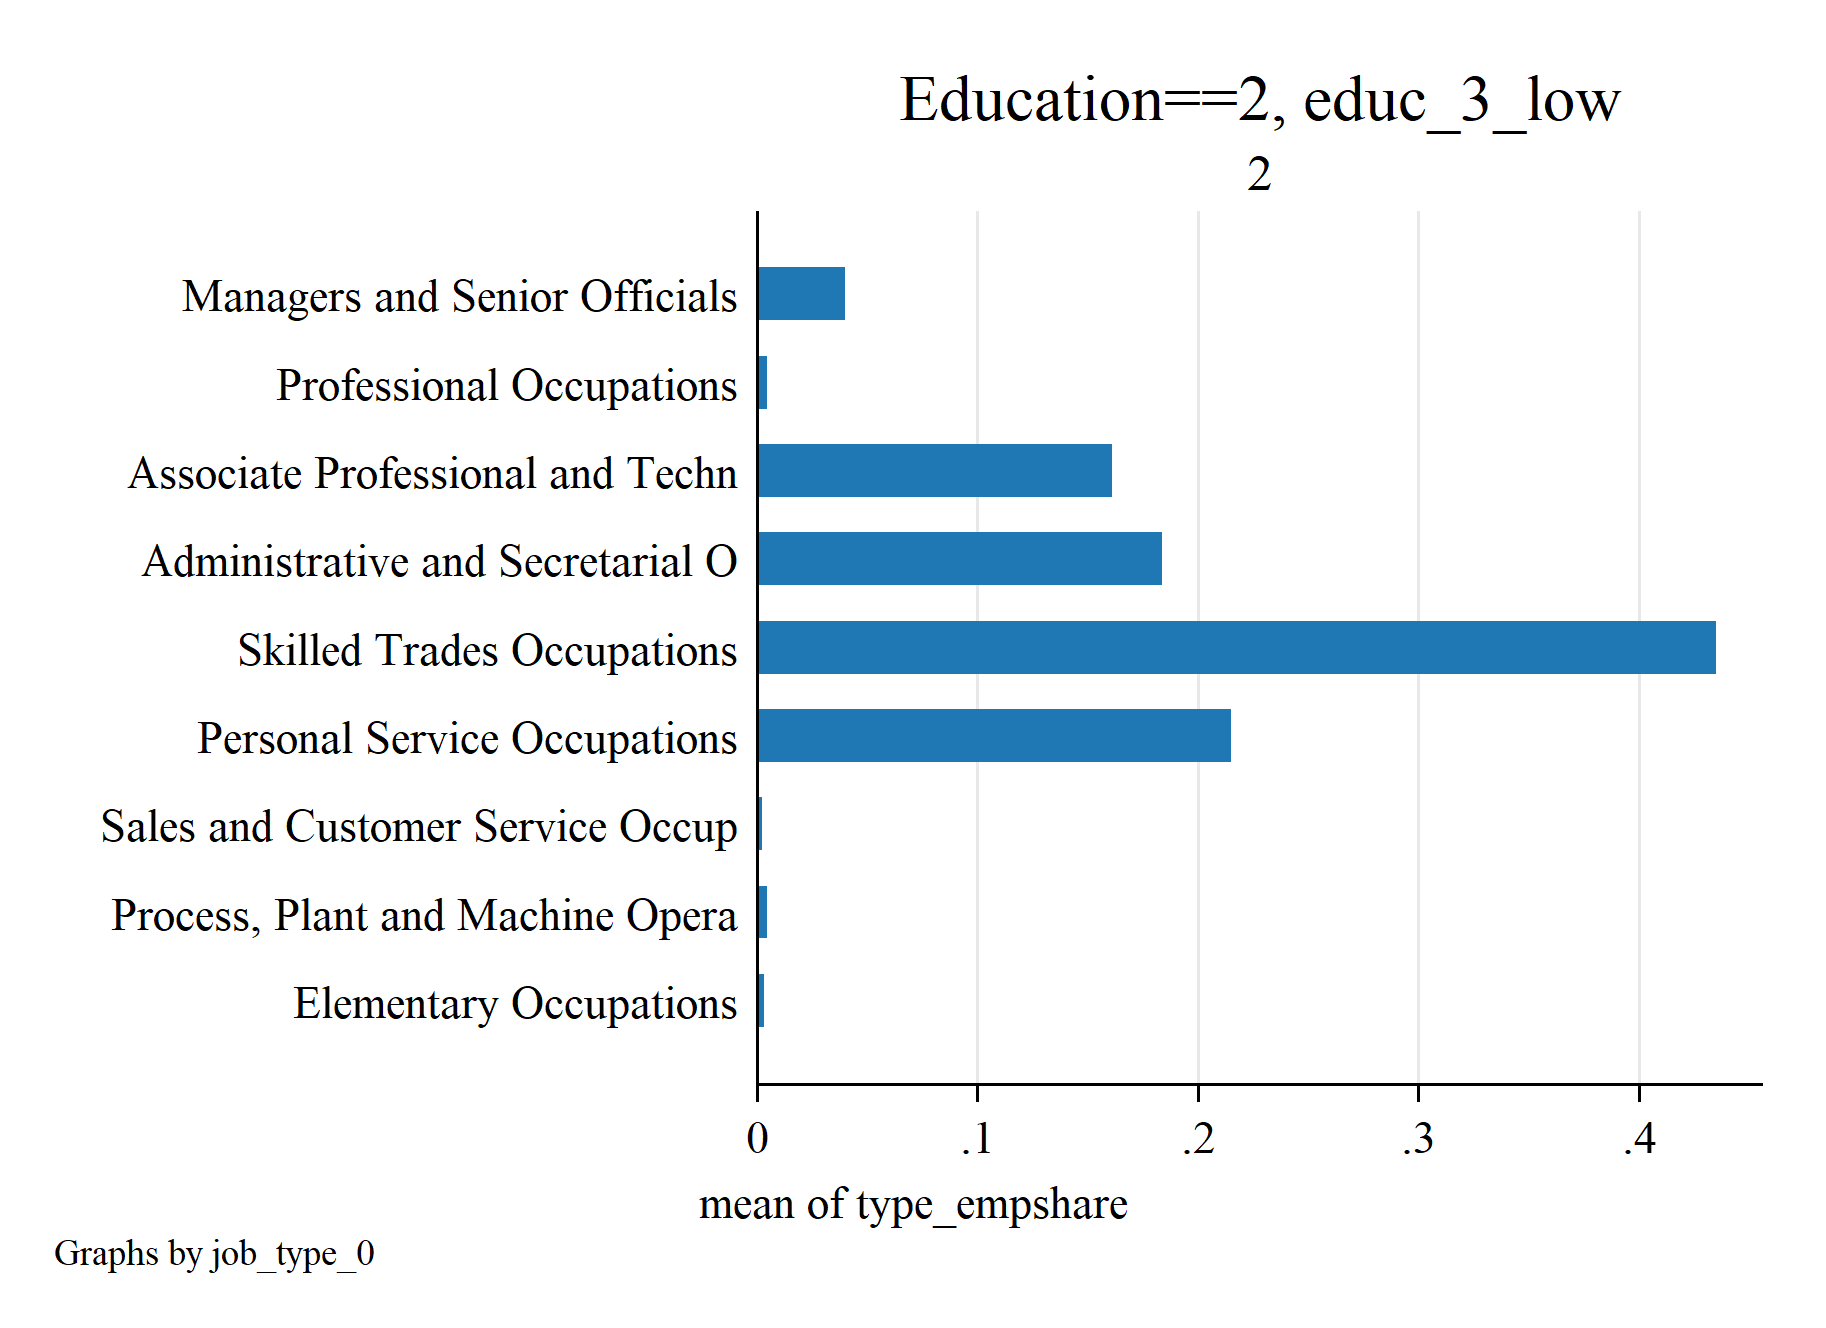 Education==2, educ_3_low
2
Managers and Senior Officials
Professional Occupations
Associate Professional and Techn
Administrative and Secretarial O
Skilled Trades Occupations
Personal Service Occupations
Sales and Customer Service Occup
Process, Plant and Machine Opera
Elementary Occupations
0 .1 .2 .3 .4
mean of type_empshare
Graphs by job_type_0